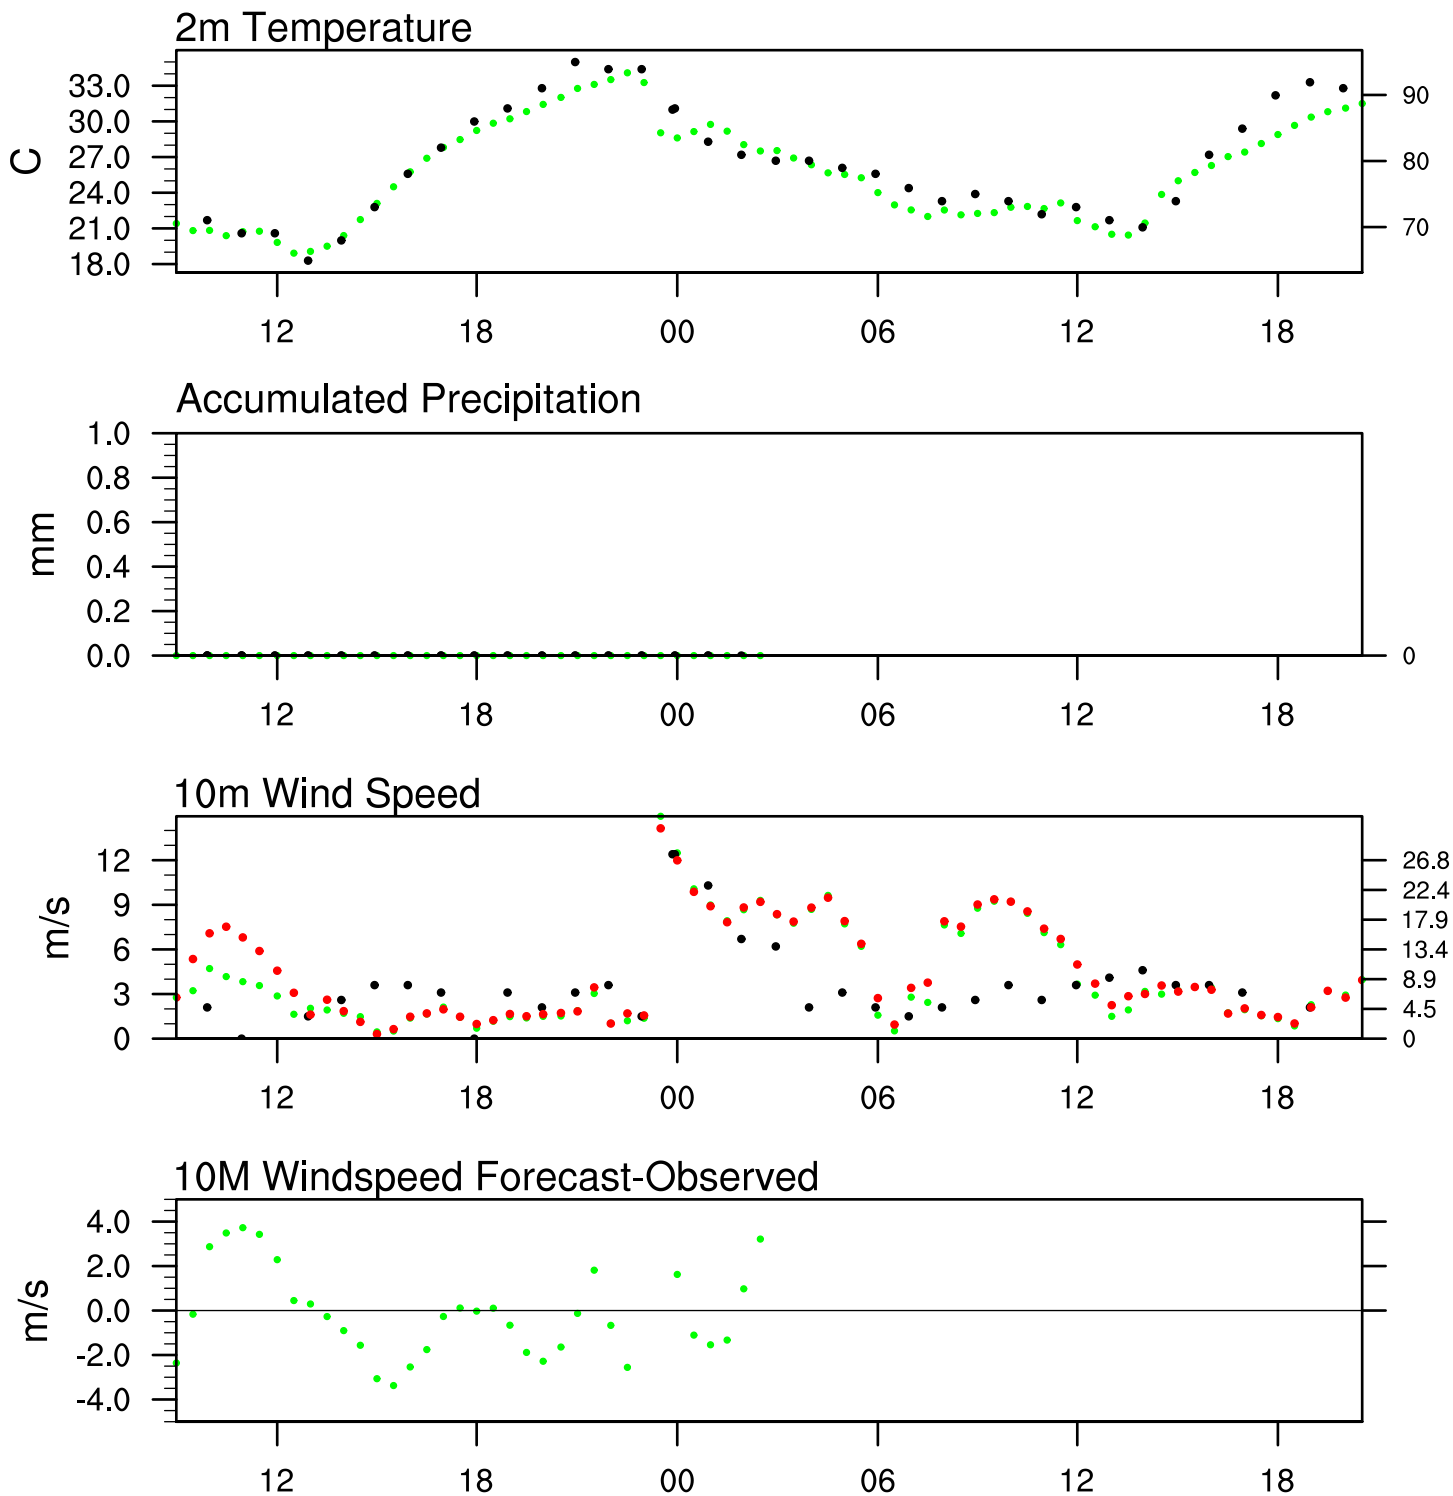 2m Temperature
33.0
30.0
27.0
24.0
21.0
18.0
C
90
80
70
12 18 00 06 12 18
Accumulated Precipitation
1.0
0.8
0.6
0.4
0.2
0.0
mm
0
12 18 00 06 12 18
10m Wind Speed
12
9
6
3
0
m/s
26.8
22.4
17.9
13.4
8.9
4.5
0
12 18 00 06 12 18
10M Windspeed Forecast-Observed
4.0
2.0
0.0
-2.0
-4.0
m/s
12 18 00 06 12 18